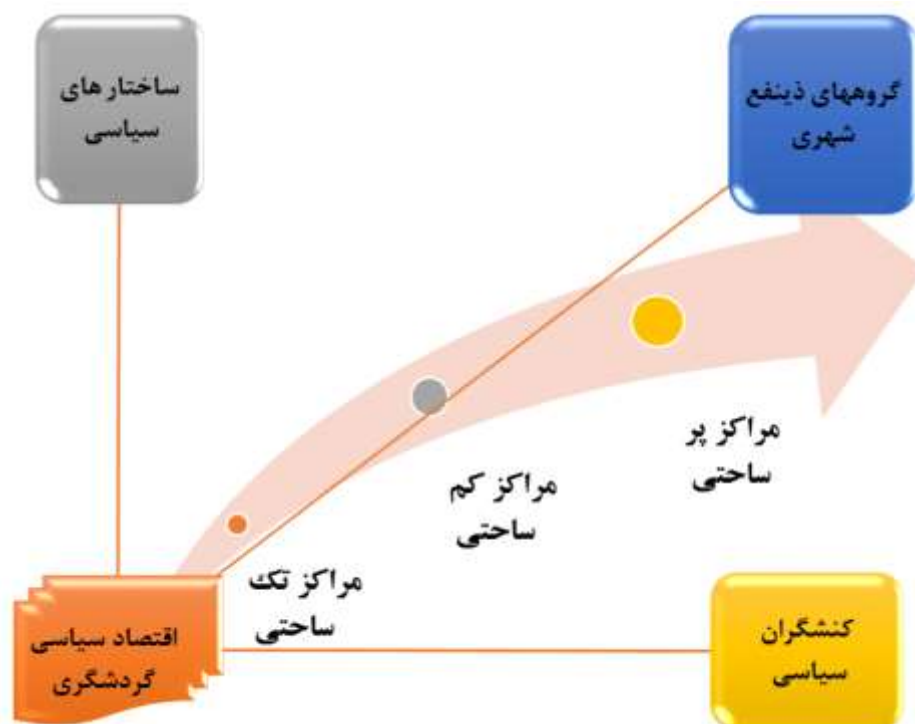 گروههای ذینفع
شهری
ساختار های
سیاسی
مراکز پر
ساحتی
مراکز کم
ساحتی
مراکز تک
ساحتی
کنشگران
سیاسی
اقتصاد سیاسی
گردشگری